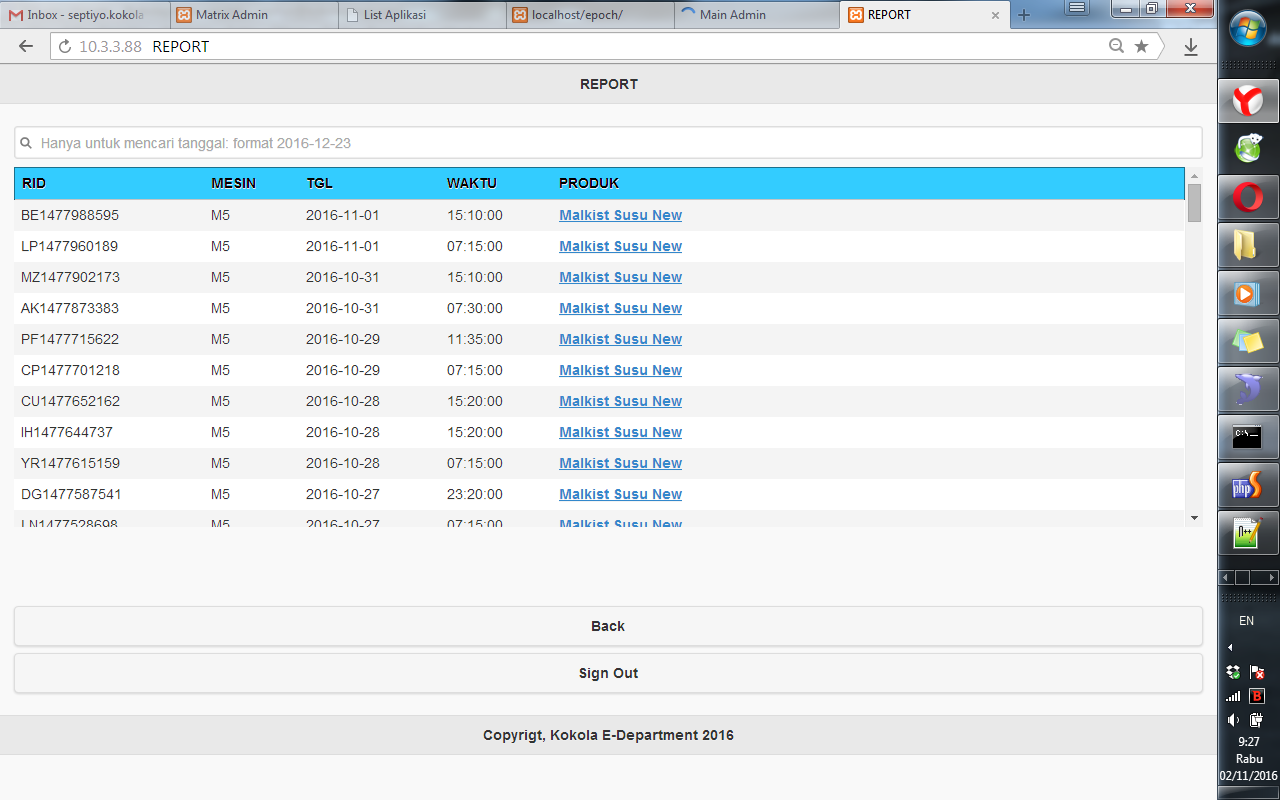 Inbox - septiyo.kokola
Matrix Admin
List Aplikasi
localhost/epoch/
Main Admin
REPORT
10.3.3.88 REPORT
REPORT
Hanya untuk mencari tanggal: format 2016-12-23
RID MESIN TGL WAKTU PRODUK
BE1477988595 M5 2016-11-01 15:10:00 Malkist Susu New
LP1477960189 M5 2016-11-01 07:15:00 Malkist Susu New
MZ1477902173 M5 2016-10-31 15:10:00 Malkist Susu New
AK1477873383 M5 2016-10-31 07:30:00 Malkist Susu New
PF1477715622 M5 2016-10-29 11:35:00 Malkist Susu New
CP1477701218 M5 2016-10-29 07:15:00 Malkist Susu New
CU1477652162 M5 2016-10-28 15:20:00 Malkist Susu New
IH1477644737 M5 2016-10-28 15:20:00 Malkist Susu New
YR1477615159 M5 2016-10-28 07:15:00 Malkist Susu New
DG1477587541 M5 2016-10-27 23:20:00 Malkist Susu New
LN1477528698 M5 2016-10-27 07:15:00 Malkist Susu New
Back
Sign Out
Copyrigt, Kokola E-Department 2016
C:\_
php
N++
EN
B
9:27
Rabu
02/11/2016